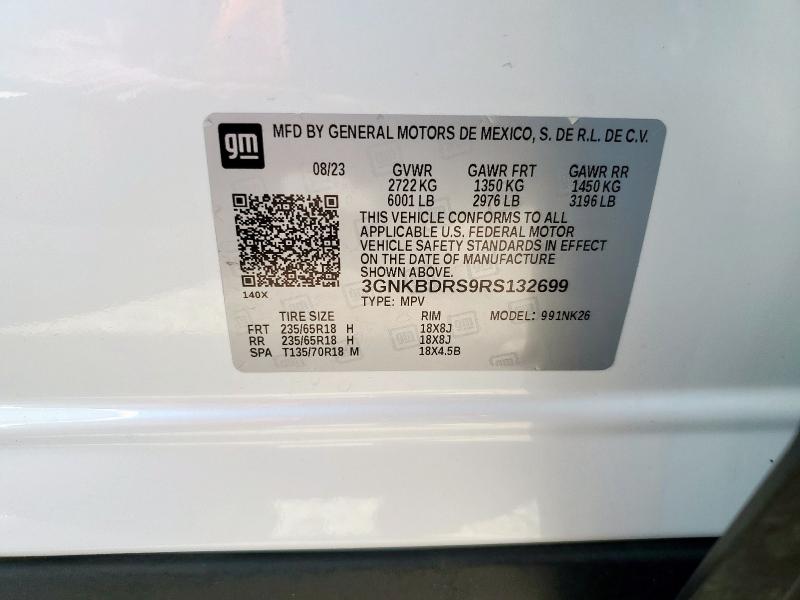 gm MFD BY GENERAL MOTORS DE MEXICO, S. DE R.L. DE C.V.
08/23 GVWR GAWR FRT GAWR RR
2722 KG 1350 KG 1450 KG
6001 LB 2976 LB 3196 LB
THIS VEHICLE CONFORMS TO ALL
APPLICABLE U.S. FEDERAL MOTOR
VEHICLE SAFETY STANDARDS IN EFFECT
ON THE DATE OF MANUFACTURE
SHOWN ABOVE.
140X
3GNKBDRS9RS132699
TYPE: MPV
TIRE SIZE RIM MODEL: 991NK26
FRT 235/65R18 H 18X8J
RR 235/65R18 H 18X8J
SPA T135/70R18 M 18X4.5B